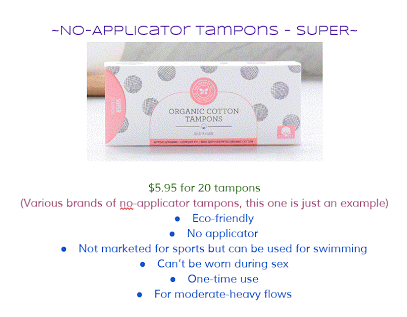 ~No-Applicator Tampons - Super~
ORGANIC COTTON
TAMPONS
$5.95 for 20 tampons
(Various brands of no-applicator tampons, this one is just an example)
● Eco-friendly
● No applicator
● Not marketed for sports but can be used for swimming
● Can't be worn during sex
● One-time use
● For moderate-heavy flows